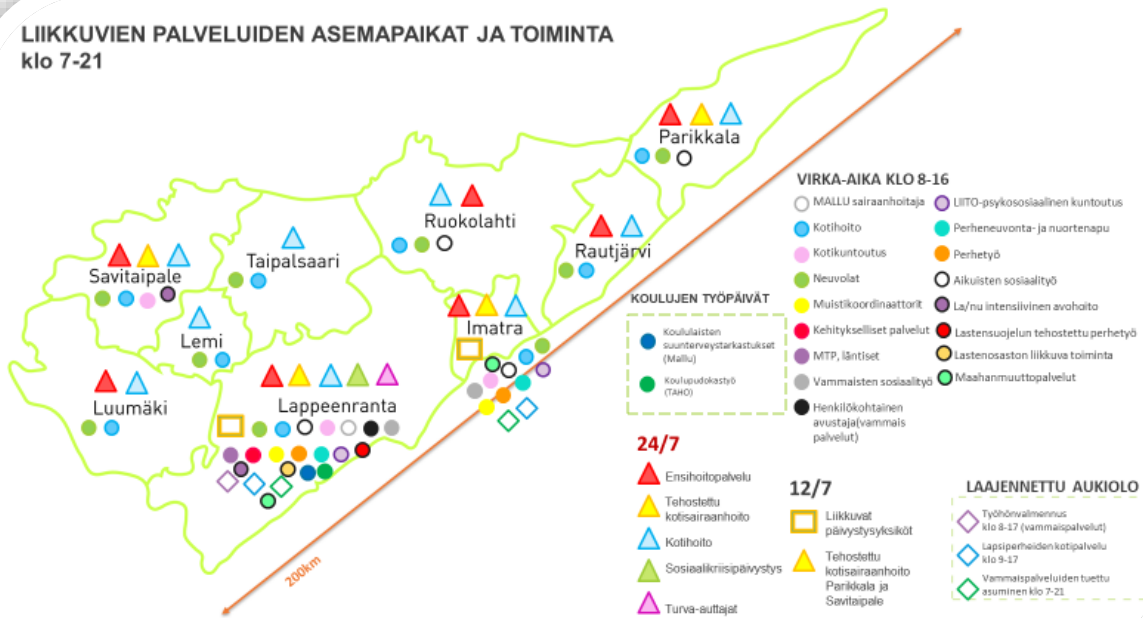 LIIKKUVIEN PALVELUIDEN ASEMAPAIKAT JA TOIMINTA
klo 7-21
Parikkala
Ruokolahti
Rautjärvi
Savitaipale
Taipalsaari
Imatra
Lemi
Luumäki
Lappeenranta
200km
VIRKA-AIKA KLO 8-16
MALLU sairaanhoitaja
Kotihoito
Kotikuntoutus
Neuvolat
Muistikoordinaattorit
Kehitykselliset palvelut
MTP, läntiset
Vammaisten sosiaalityö
Henkilökohtainen
avustaja(vammais
palvelut)
LIITO-psykososiaalinen kuntoutus
Perheneuvonta- ja nuortenapu
Perhetyö
Aikuisten sosiaalityö
La/nu intensiivinen avohoito
Lastensuojelun tehostettu perhetyö
Lastenosaston liikkuva toiminta
Maahanmuuttopalvelut
KOULUJEN TYÖPÄIVÄT
Koululaisten
suunterveystarkastukset
(Mallu)
Koulupudokastyö
(TAHO)
24/7
Ensihoitopalvelu
Tehostettu
kotisairaanhoito
Kotihoito
Sosiaalikriisipäivystys
Turva-auttajat
12/7
Liikkuvat
päivystysyksiköt
Tehostettu
kotisairaanhoito
Parikkala ja
Savitaipale
LAAJENNETTU AUKIOLO
Työhönvalmennus
klo 8-17 (vammaispalvelut)
Lapsiperheiden kotipalvelu
klo 9-17
Vammaispalveluiden tuettu
asuminen klo 7-21